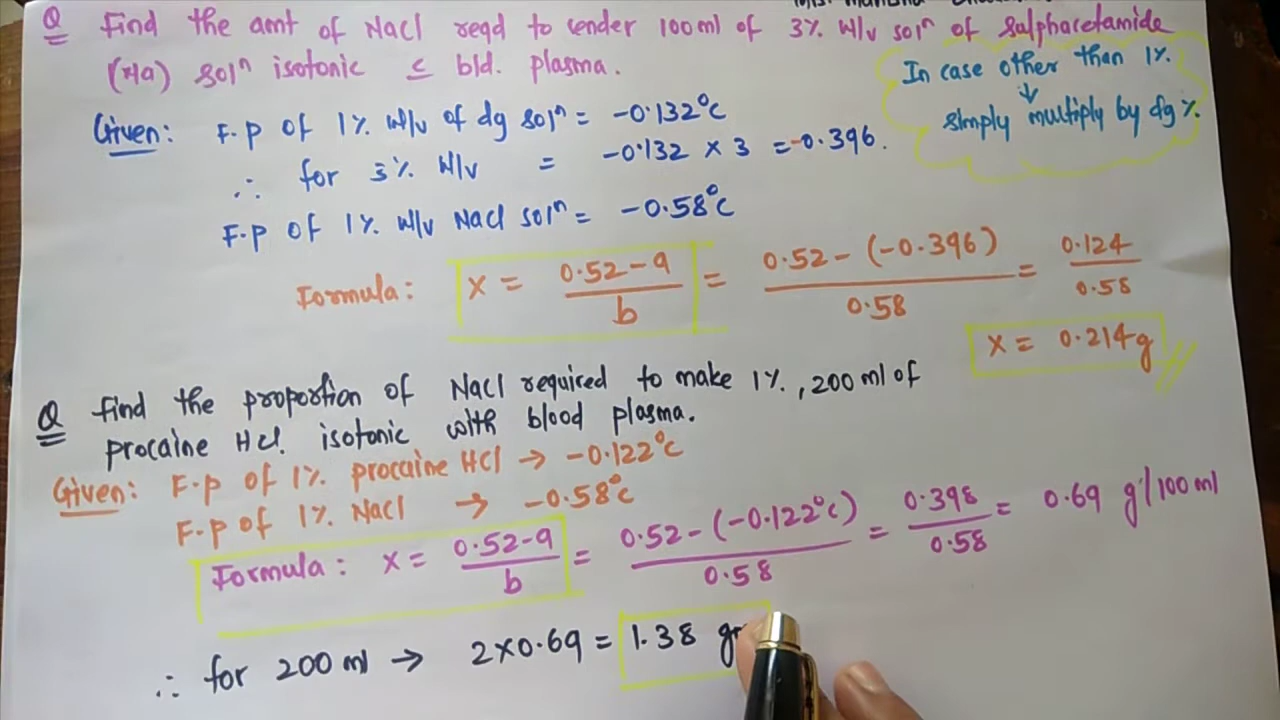 Q Find the amt of NaCl reqd to render 100ml of 3% W/v solⁿ of Salphacetamide
(Na) solⁿ isotonic c bld. plasma.
In case other than 1%.
↓
simply multiply by dg %.
Given: F.p of 1% W/v of dg solⁿ = -0.132°C
∴ for 3% W/v = -0.132 × 3 = -0.396.
F.p of 1% w/v NaCl solⁿ = -0.58°C
Formula: x = 0.52-a / b = 0.52-(-0.396) / 0.58 = 0.124 / 0.58
x = 0.214g
Q Find the proportion of NaCl required to make 1%, 200 ml of
procaine HCl. isotonic with blood plasma.
Given: F.p of 1% procaine HCl → -0.122°C
F.p of 1% NaCl → -0.58°C
Formula: x = 0.52-a / b = 0.52-(-0.122°C) / 0.58 = 0.398 / 0.58 = 0.69 g/100 ml
∴ for 200 ml → 2×0.69 = 1.38